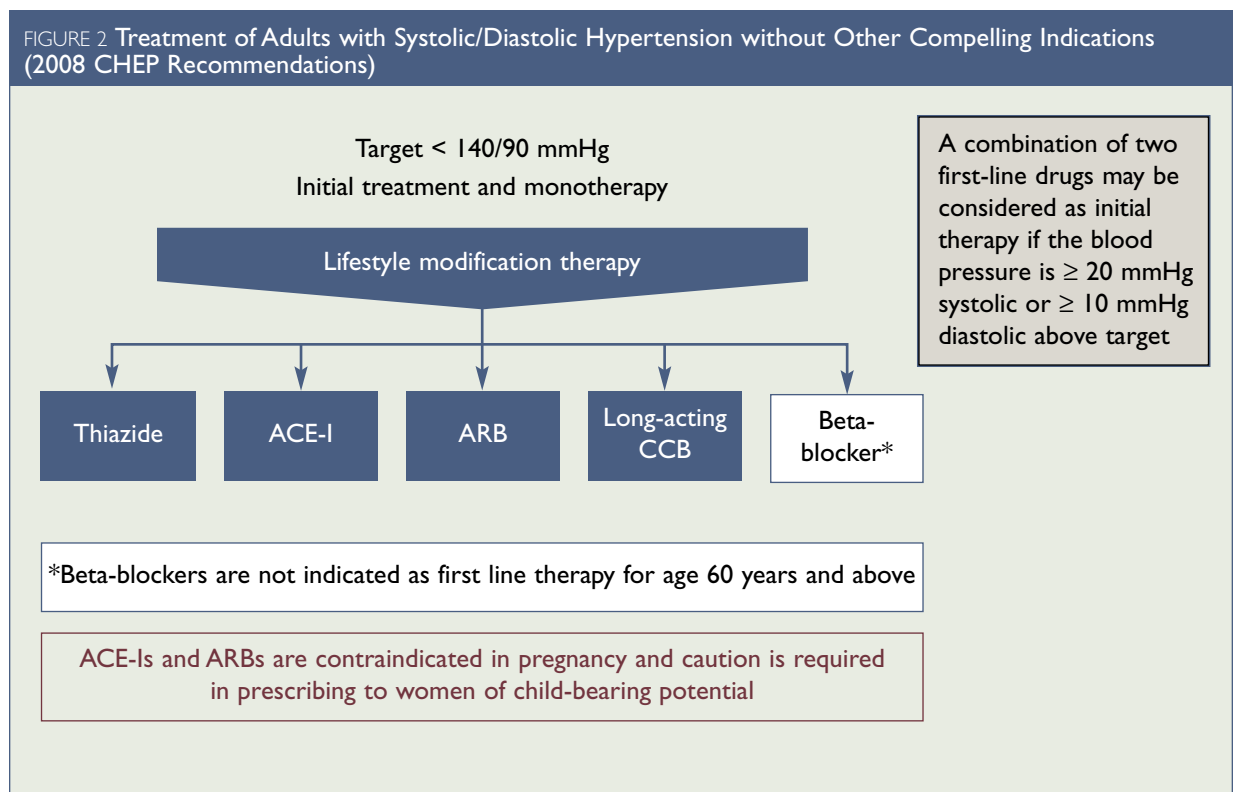 FIGURE 2 Treatment of Adults with Systolic/Diastolic Hypertension without Other Compelling Indications
(2008 CHEP Recommendations)
Target < 140/90 mmHg
Initial treatment and monotherapy
Lifestyle modification therapy
A combination of two
first-line drugs may be
considered as initial
therapy if the blood
pressure is ≥ 20 mmHg
systolic or ≥ 10 mmHg
diastolic above target
Thiazide
ACE-I
ARB
Long-acting
CCB
Beta-
blocker*
*Beta-blockers are not indicated as first line therapy for age 60 years and above
ACE-Is and ARBs are contraindicated in pregnancy and caution is required
in prescribing to women of child-bearing potential